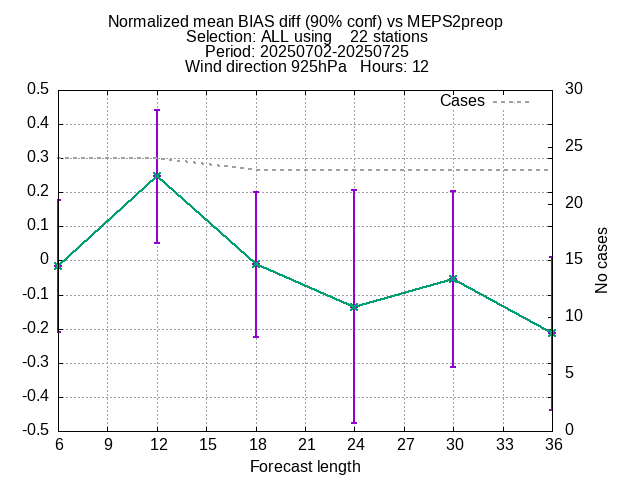 Normalized mean BIAS diff (90% conf) vs MEPS2preop
Selection: ALL using    22 stations
Period: 20250702-20250725
Wind direction 925hPa   Hours: 12
Cases
0.5
0.4
0.3
0.2
0.1
0
-0.1
-0.2
-0.3
-0.4
-0.5
30
25
20
15
10
5
0
No cases
6 9 12 15 18 21 24 27 30 33 36
Forecast length